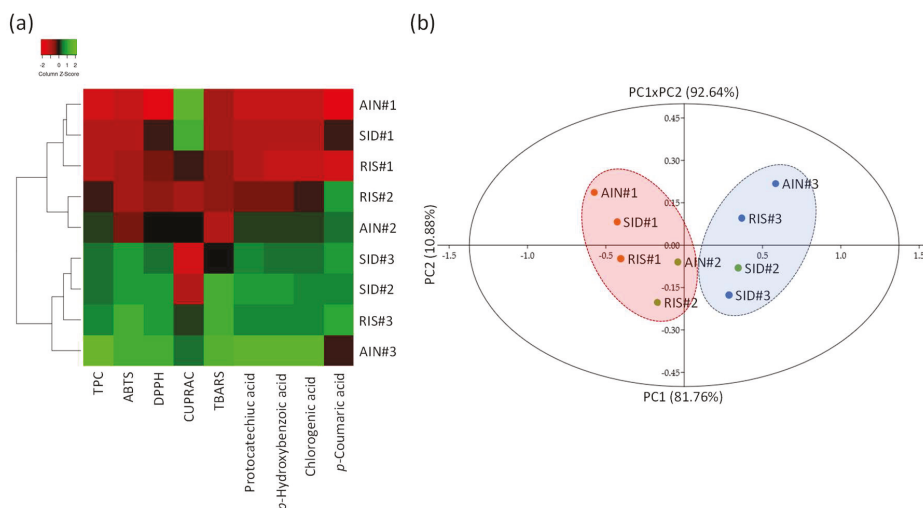 (a)
-2 -1 0 1 2
Column Z-Score
AIN#1
SID#1
RIS#1
RIS#2
AIN#2
SID#3
SID#2
RIS#3
AIN#3
TPC
ABTS
DPPH
CUPRAC
TBARS
Protocatechiuc acid
p-Hydroxybenzoic acid
Chlorogenic acid
p-Coumaric acid
(b)
PC1xPC2 (92.64%)
0.45
0.30
0.15
0.00
-0.15
-0.30
-0.45
-1.5
-1.0
-0.5
0.5
1.0
1.5
PC2 (10.88%)
PC1 (81.76%)
AIN#1
SID#1
RIS#1
AIN#2
RIS#2
AIN#3
RIS#3
SID#2
SID#3